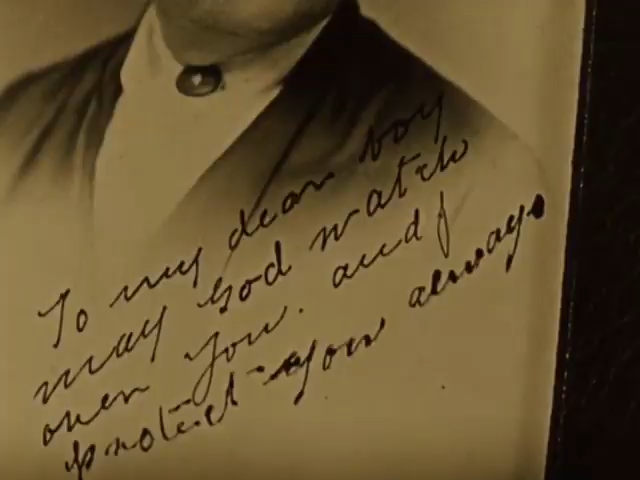 To my dear boy
may God watch
over you. and
protect you always